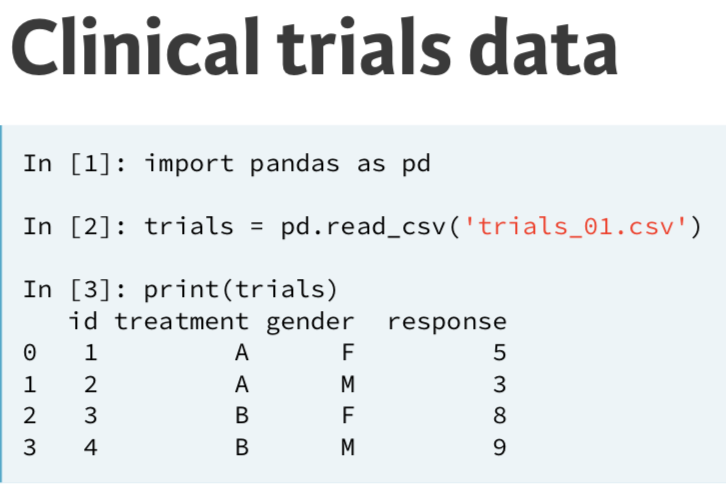 Clinical trials data
In [1]: import pandas as pd
In [2]: trials = pd.read_csv('trials_01.csv')
In [3]: print(trials)
id treatment gender response
0 1 A F 5
1 2 A M 3
2 3 B F 8
3 4 B M 9